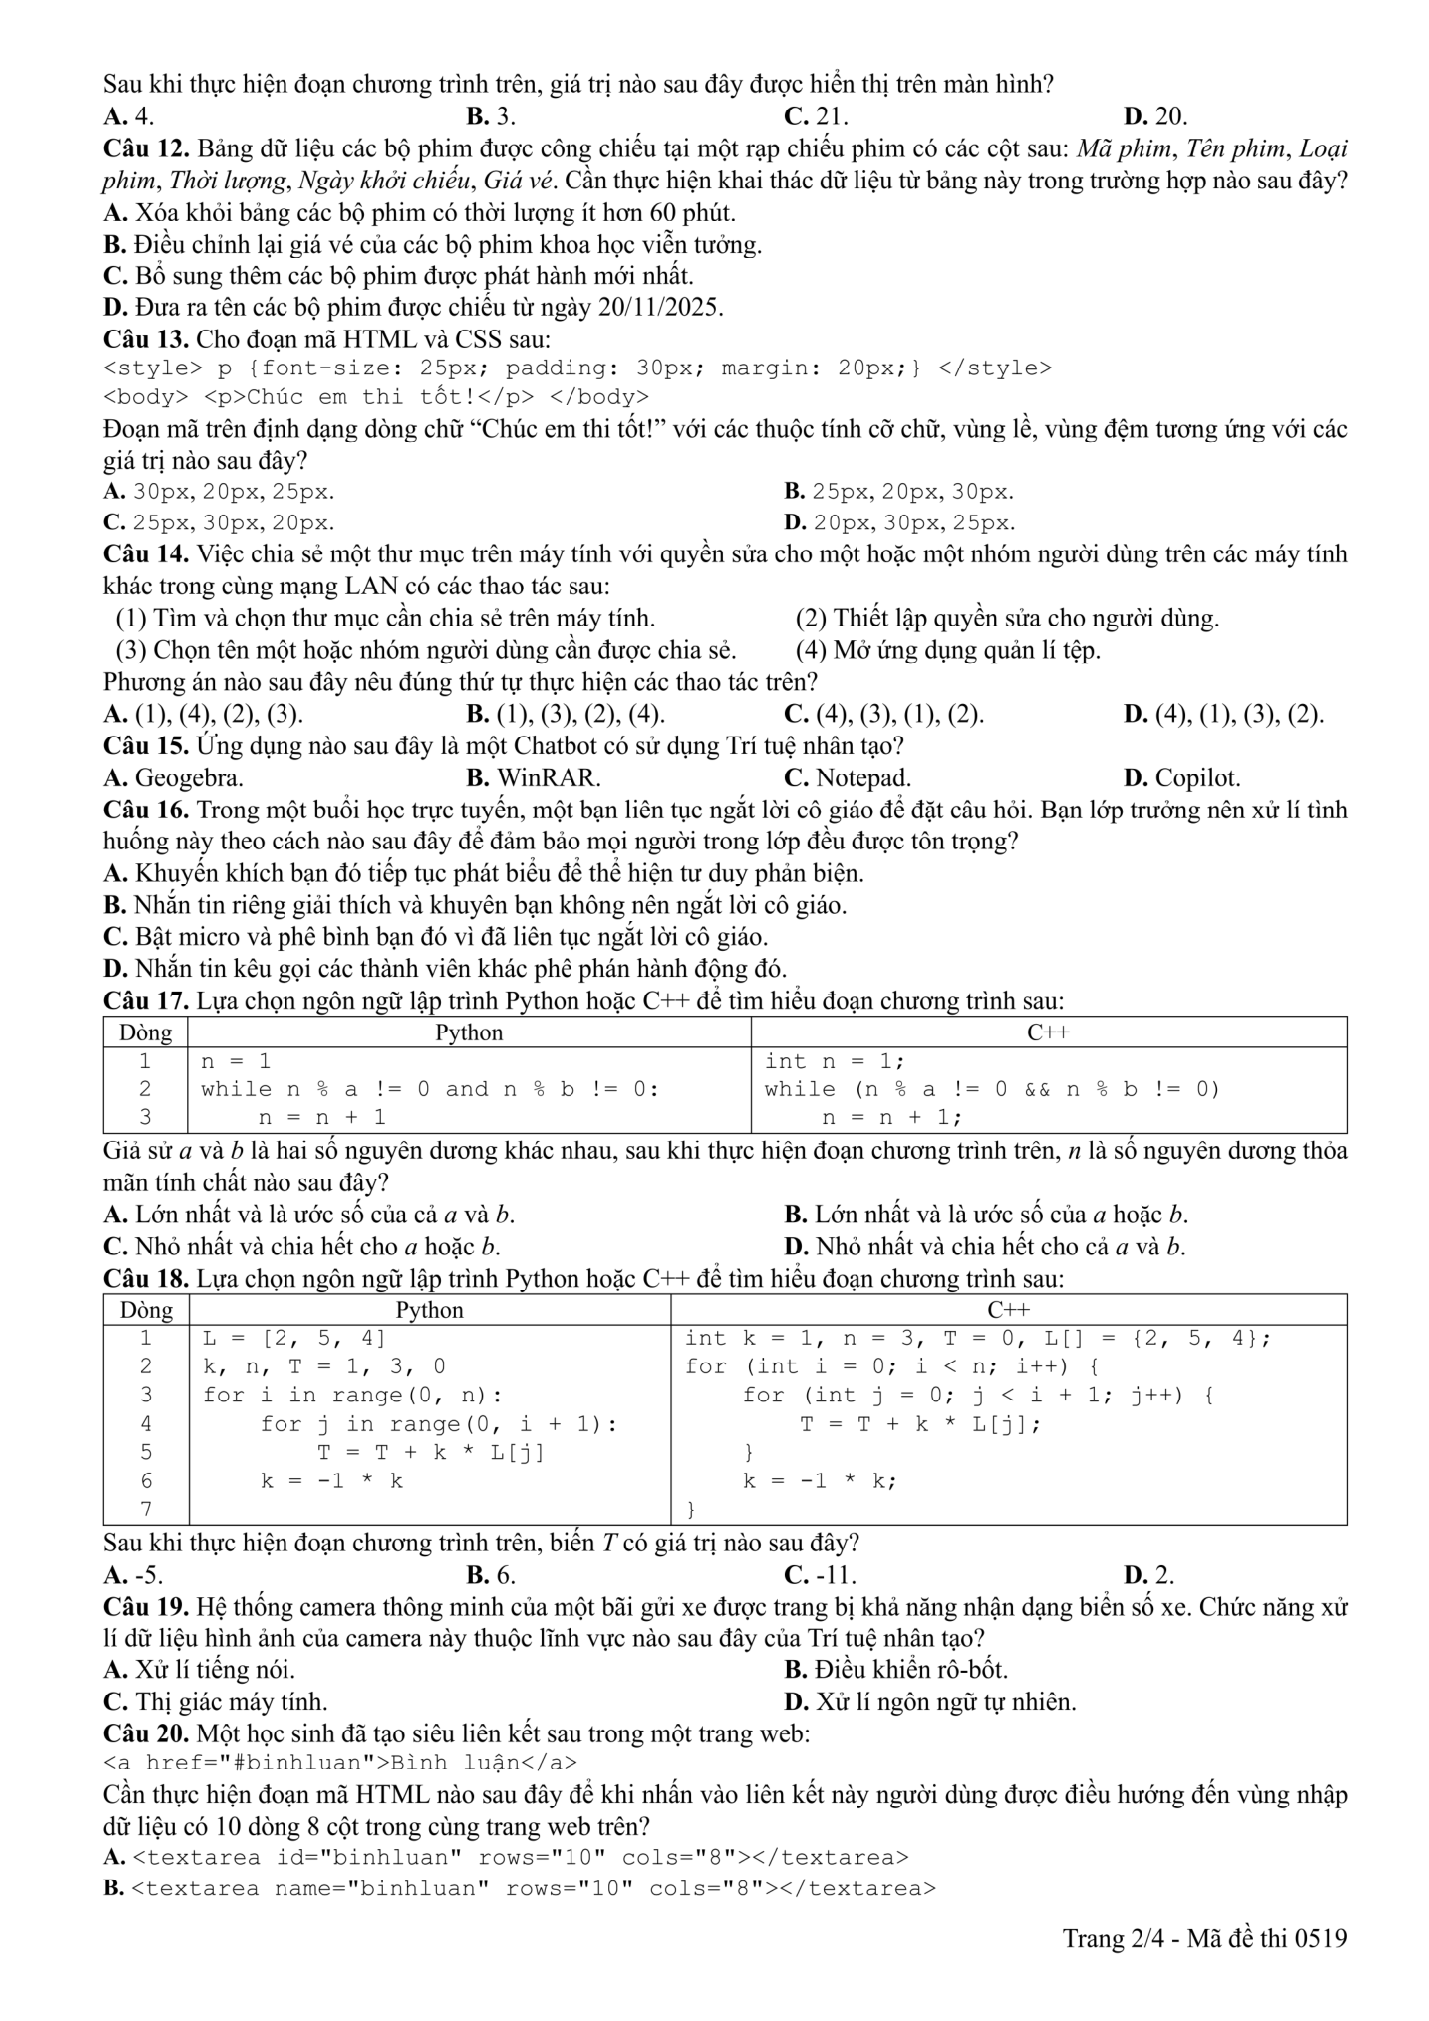 Sau khi thực hiện đoạn chương trình trên, giá trị nào sau đây được hiển thị trên màn hình?
A. 4. B. 3. C. 21. D. 20.
Câu 12. Bảng dữ liệu các bộ phim được công chiếu tại một rạp chiếu phim có các cột sau: Mã phim, Tên phim, Loại
phim, Thời lượng, Ngày khởi chiếu, Giá vé. Cần thực hiện khai thác dữ liệu từ bảng này trong trường hợp nào sau đây?
A. Xóa khỏi bảng các bộ phim có thời lượng ít hơn 60 phút.
B. Điều chỉnh lại giá vé của các bộ phim khoa học viễn tưởng.
C. Bổ sung thêm các bộ phim được phát hành mới nhất.
D. Đưa ra tên các bộ phim được chiếu từ ngày 20/11/2025.
Câu 13. Cho đoạn mã HTML và CSS sau:
<style> p {font-size: 25px; padding: 30px; margin: 20px;} </style>
<body> <p>Chúc em thi tốt!</p> </body>
Đoạn mã trên định dạng dòng chữ “Chúc em thi tốt!” với các thuộc tính cỡ chữ, vùng lề, vùng đệm tương ứng với các
giá trị nào sau đây?
A. 30px, 20px, 25px. B. 25px, 20px, 30px.
C. 25px, 30px, 20px. D. 20px, 30px, 25px.
Câu 14. Việc chia sẻ một thư mục trên máy tính với quyền sửa cho một hoặc một nhóm người dùng trên các máy tính
khác trong cùng mạng LAN có các thao tác sau:
(1) Tìm và chọn thư mục cần chia sẻ trên máy tính. (2) Thiết lập quyền sửa cho người dùng.
(3) Chọn tên một hoặc nhóm người dùng cần được chia sẻ. (4) Mở ứng dụng quản lí tệp.
Phương án nào sau đây nêu đúng thứ tự thực hiện các thao tác trên?
A. (1), (4), (2), (3). B. (1), (3), (2), (4). C. (4), (3), (1), (2). D. (4), (1), (3), (2).
Câu 15. Ứng dụng nào sau đây là một Chatbot có sử dụng Trí tuệ nhân tạo?
A. Geogebra. B. WinRAR. C. Notepad. D. Copilot.
Câu 16. Trong một buổi học trực tuyến, một bạn liên tục ngắt lời cô giáo để đặt câu hỏi. Bạn lớp trưởng nên xử lí tình
huống này theo cách nào sau đây để đảm bảo mọi người trong lớp đều được tôn trọng?
A. Khuyến khích bạn đó tiếp tục phát biểu để thể hiện tư duy phản biện.
B. Nhắn tin riêng giải thích và khuyên bạn không nên ngắt lời cô giáo.
C. Bật micro và phê bình bạn đó vì đã liên tục ngắt lời cô giáo.
D. Nhắn tin kêu gọi các thành viên khác phê phán hành động đó.
Câu 17. Lựa chọn ngôn ngữ lập trình Python hoặc C++ để tìm hiểu đoạn chương trình sau:
Dòng Python C++
1 n = 1 int n = 1;
2 while n % a != 0 and n % b != 0: while (n % a != 0 && n % b != 0)
3 n = n + 1 n = n + 1;
Giả sử a và b là hai số nguyên dương khác nhau, sau khi thực hiện đoạn chương trình trên, n là số nguyên dương thỏa
mãn tính chất nào sau đây?
A. Lớn nhất và là ước số của cả a và b. B. Lớn nhất và là ước số của a hoặc b.
C. Nhỏ nhất và chia hết cho a hoặc b. D. Nhỏ nhất và chia hết cho cả a và b.
Câu 18. Lựa chọn ngôn ngữ lập trình Python hoặc C++ để tìm hiểu đoạn chương trình sau:
Dòng Python C++
1 L = [2, 5, 4] int k = 1, n = 3, T = 0, L[] = {2, 5, 4};
2 k, n, T = 1, 3, 0 for (int i = 0; i < n; i++) {
3 for i in range(0, n): for (int j = 0; j < i + 1; j++) {
4 for j in range(0, i + 1): T = T + k * L[j];
5 T = T + k * L[j] }
6 k = -1 * k k = -1 * k;
7 }
Sau khi thực hiện đoạn chương trình trên, biến T có giá trị nào sau đây?
A. -5. B. 6. C. -11. D. 2.
Câu 19. Hệ thống camera thông minh của một bãi gửi xe được trang bị khả năng nhận dạng biển số xe. Chức năng xử
lí dữ liệu hình ảnh của camera này thuộc lĩnh vực nào sau đây của Trí tuệ nhân tạo?
A. Xử lí tiếng nói. B. Điều khiển rô-bốt.
C. Thị giác máy tính. D. Xử lí ngôn ngữ tự nhiên.
Câu 20. Một học sinh đã tạo siêu liên kết sau trong một trang web:
<a href="#binhluan">Bình luận</a>
Cần thực hiện đoạn mã HTML nào sau đây để khi nhấn vào liên kết này người dùng được điều hướng đến vùng nhập
dữ liệu có 10 dòng 8 cột trong cùng trang web trên?
A. <textarea id="binhluan" rows="10" cols="8"></textarea>
B. <textarea name="binhluan" rows="10" cols="8"></textarea>
Trang 2/4 - Mã đề thi 0519